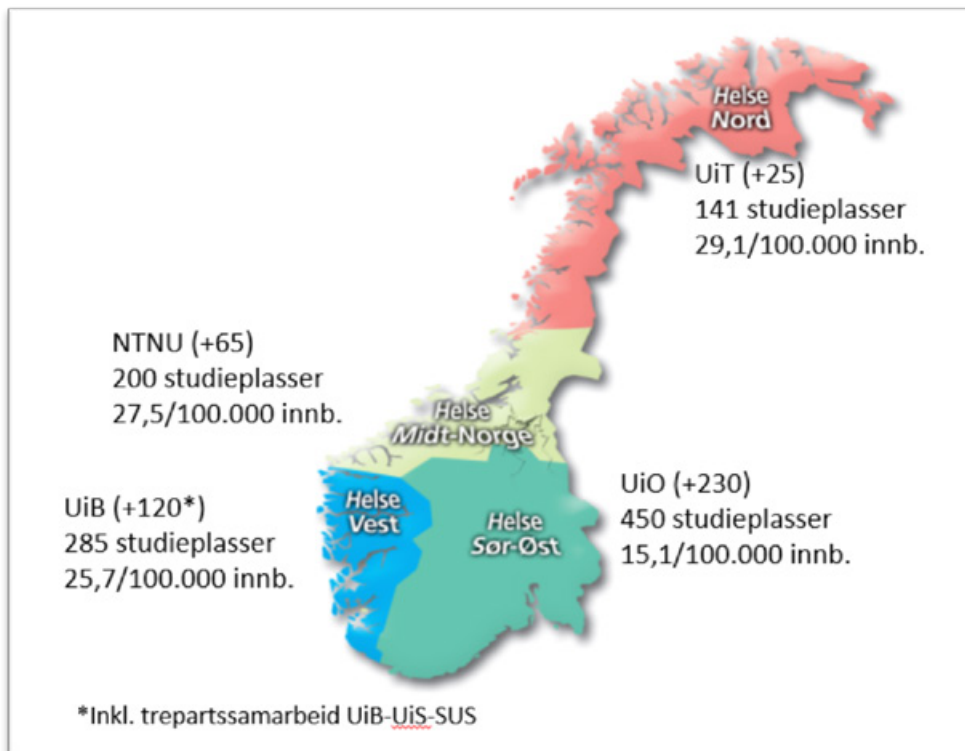 Helse
Nord
UiT (+25)
141 studieplasser
29,1/100.000 innb.
NTNU (+65)
200 studieplasser
27,5/100.000 innb.
Helse
Midt-Norge
UiB (+120*)
285 studieplasser
25,7/100.000 innb.
Helse
Vest
Helse
Sør-Øst
UiO (+230)
450 studieplasser
15,1/100.000 innb.
*Inkl. trepartssamarbeid UiB-UiS-SUS